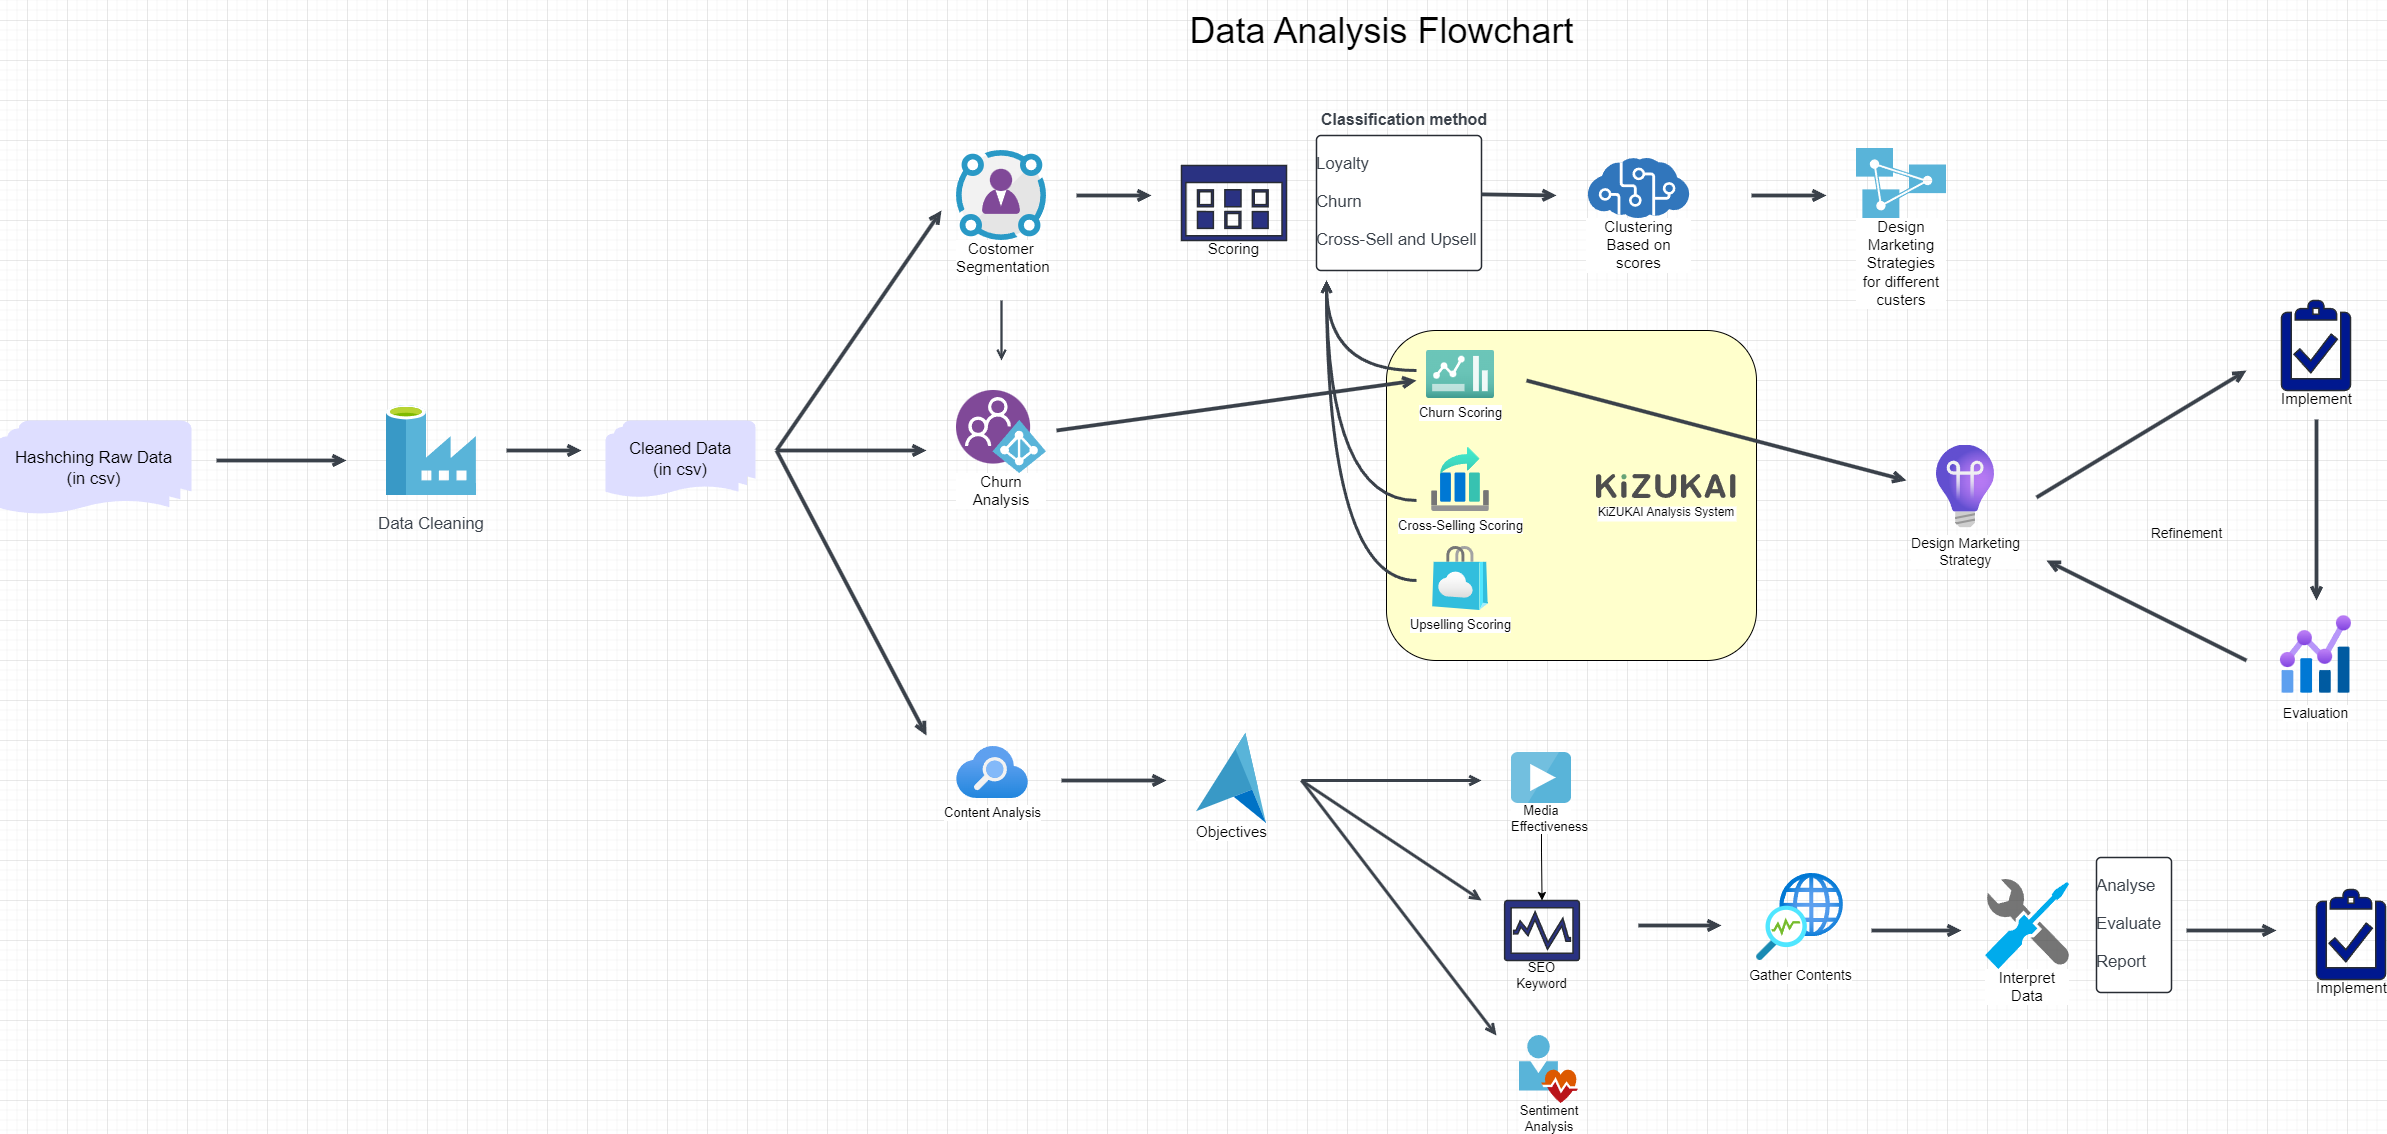 Data Analysis Flowchart
Classification method
Loyalty
Churn
Cross-Sell and Upsell
Costomer
Segmentation
Scoring
Clustering
Based on
scores
Design
Marketing
Strategies
for different
custers
Implement
Hashching Raw Data
(in csv)
Data Cleaning
Cleaned Data
(in csv)
Churn
Analysis
Churn Scoring
Cross-Selling Scoring
Upselling Scoring
KiZUKAI
KiZUKAI Analysis System
Design Marketing
Strategy
Refinement
Evaluation
Content Analysis
Objectives
Media
Effectiveness
SEO
Keyword
Gather Contents
Interpret
Data
Analyse
Evaluate
Report
Implement
Sentiment
Analysis